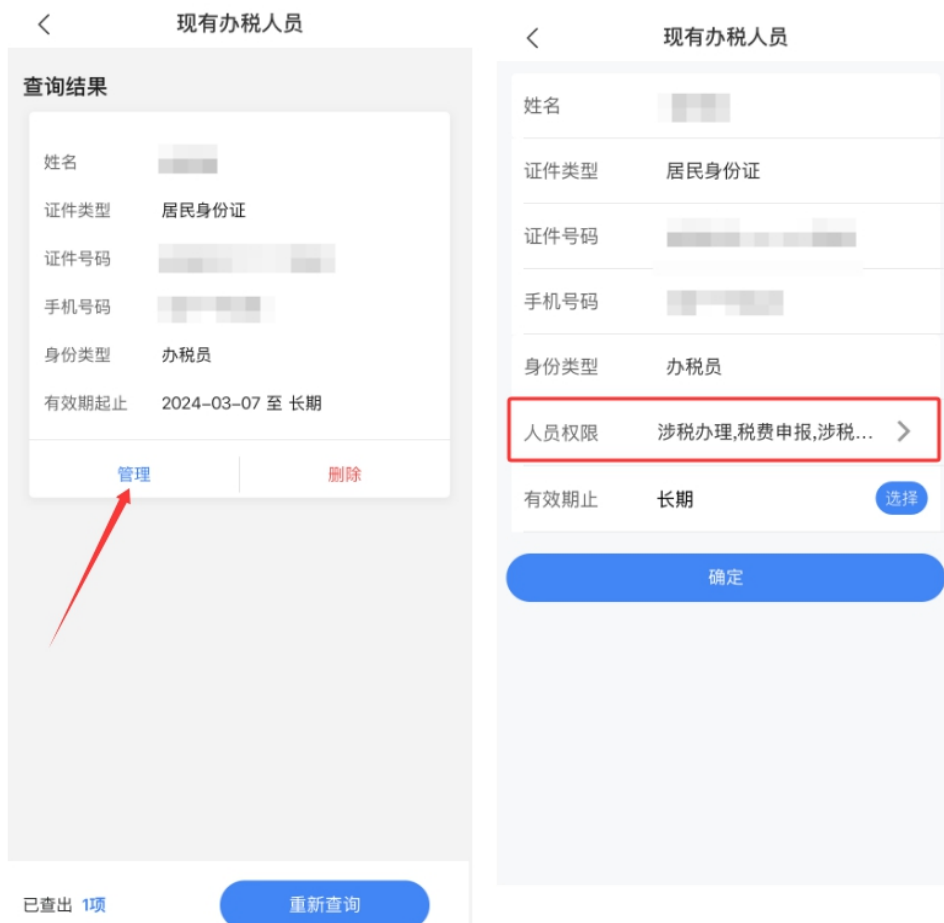 现有办税人员
查询结果
姓名
证件类型 居民身份证
证件号码
手机号码
身份类型 办税员
有效期起止 2024-03-07 至 长期
管理 删除
已查出 1项 重新查询
现有办税人员
姓名
证件类型 居民身份证
证件号码
手机号码
身份类型 办税员
人员权限 涉税办理,税费申报,涉税...
有效期止 长期 选择
确定